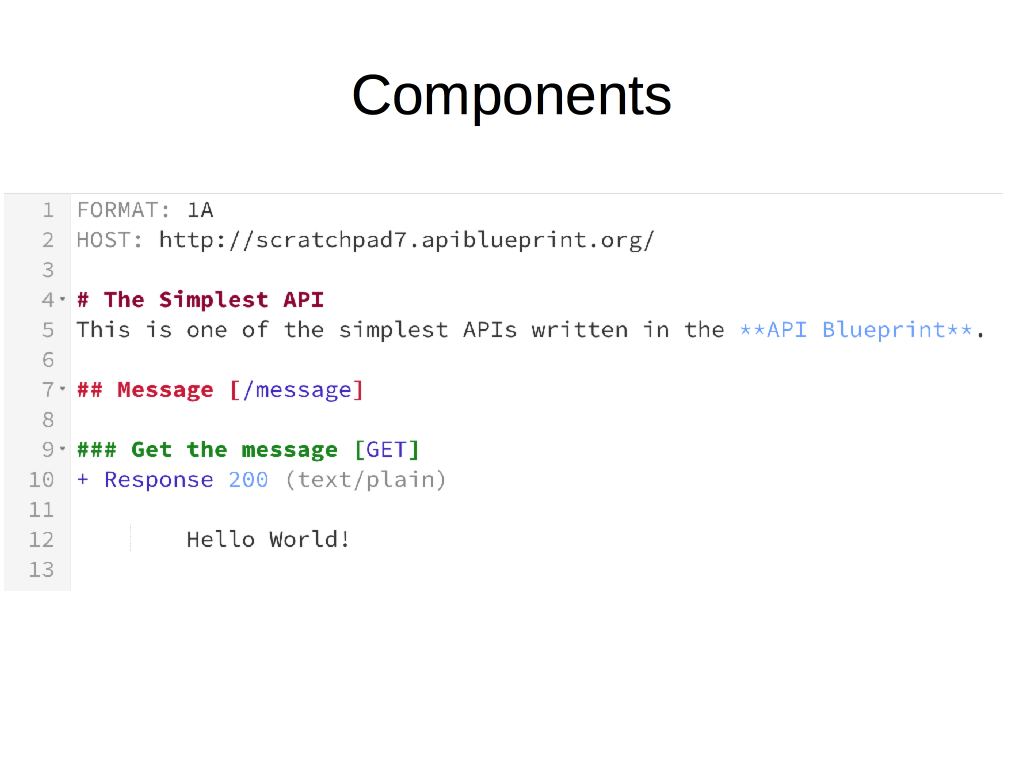 Components
1 FORMAT: 1A
2 HOST: http://scratchpad7.apiblueprint.org/
3
4 # The Simplest API
5 This is one of the simplest APIs written in the **API Blueprint**.
6
7 ## Message [/message]
8
9 ### Get the message [GET]
10 + Response 200 (text/plain)
11
12 Hello World!
13